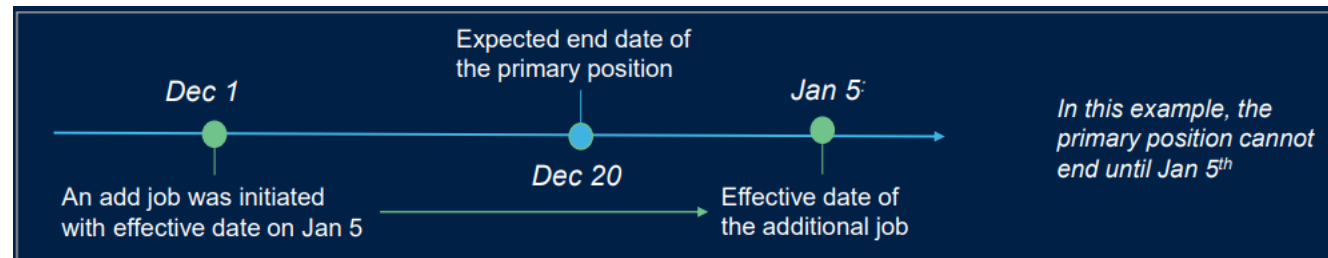 Expected end date of
the primary position
Dec 1
Jan 5:
In this example, the
primary position cannot
end until Jan 5th
Dec 20
An add job was initiated
with effective date on Jan 5
Effective date of
the additional job